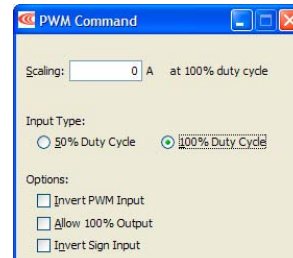 PWM Command
Scaling: 0 A at 100% duty cycle
Input Type:
50% Duty Cycle 100% Duty Cycle
Options:
Invert PWM Input
Allow 100% Output
Invert Sign Input